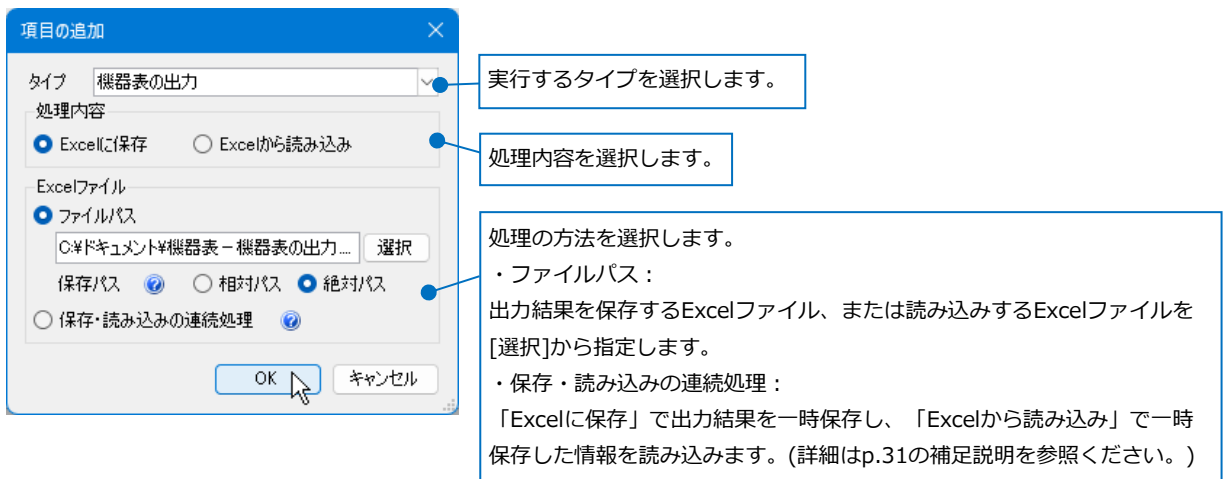 項目の追加
タイプ 機器表の出力
処理内容
Excelに保存 Excelから読み込み
Excelファイル
ファイルパス
C:¥ドキュメント¥機器表－機器表の出力... 選択
保存パス ? 相対パス 絶対パス
保存・読み込みの連続処理 ?
OK キャンセル
実行するタイプを選択します。
処理内容を選択します。
処理の方法を選択します。
・ファイルパス：
出力結果を保存するExcelファイル、または読み込みするExcelファイルを
[選択]から指定します。
・保存・読み込みの連続処理：
「Excelに保存」で出力結果を一時保存し、「Excelから読み込み」で一時
保存した情報を読み込みます。(詳細はp.31の補足説明を参照ください。)